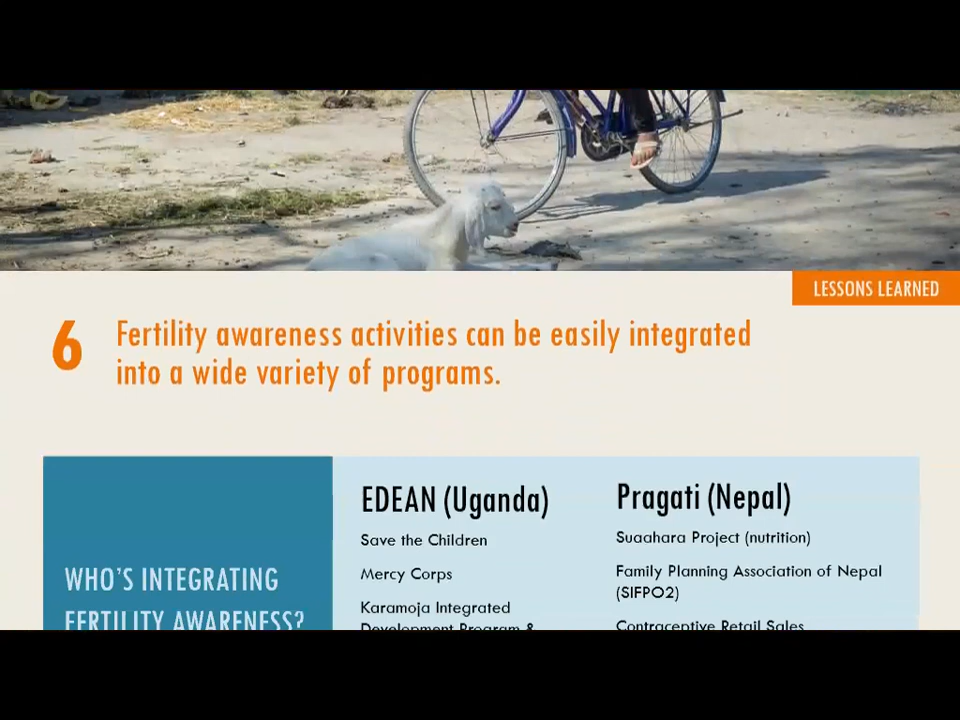 LESSONS LEARNED
6
Fertility awareness activities can be easily integrated
into a wide variety of programs.
WHO'S INTEGRATING
FERTILITY AWARENESS?
EDEAN (Uganda)
Save the Children
Mercy Corps
Karamoja Integrated
Development Program &
Pragati (Nepal)
Suaahara Project (nutrition)
Family Planning Association of Nepal
(SIFPO2)
Contraceptive Retail Sales